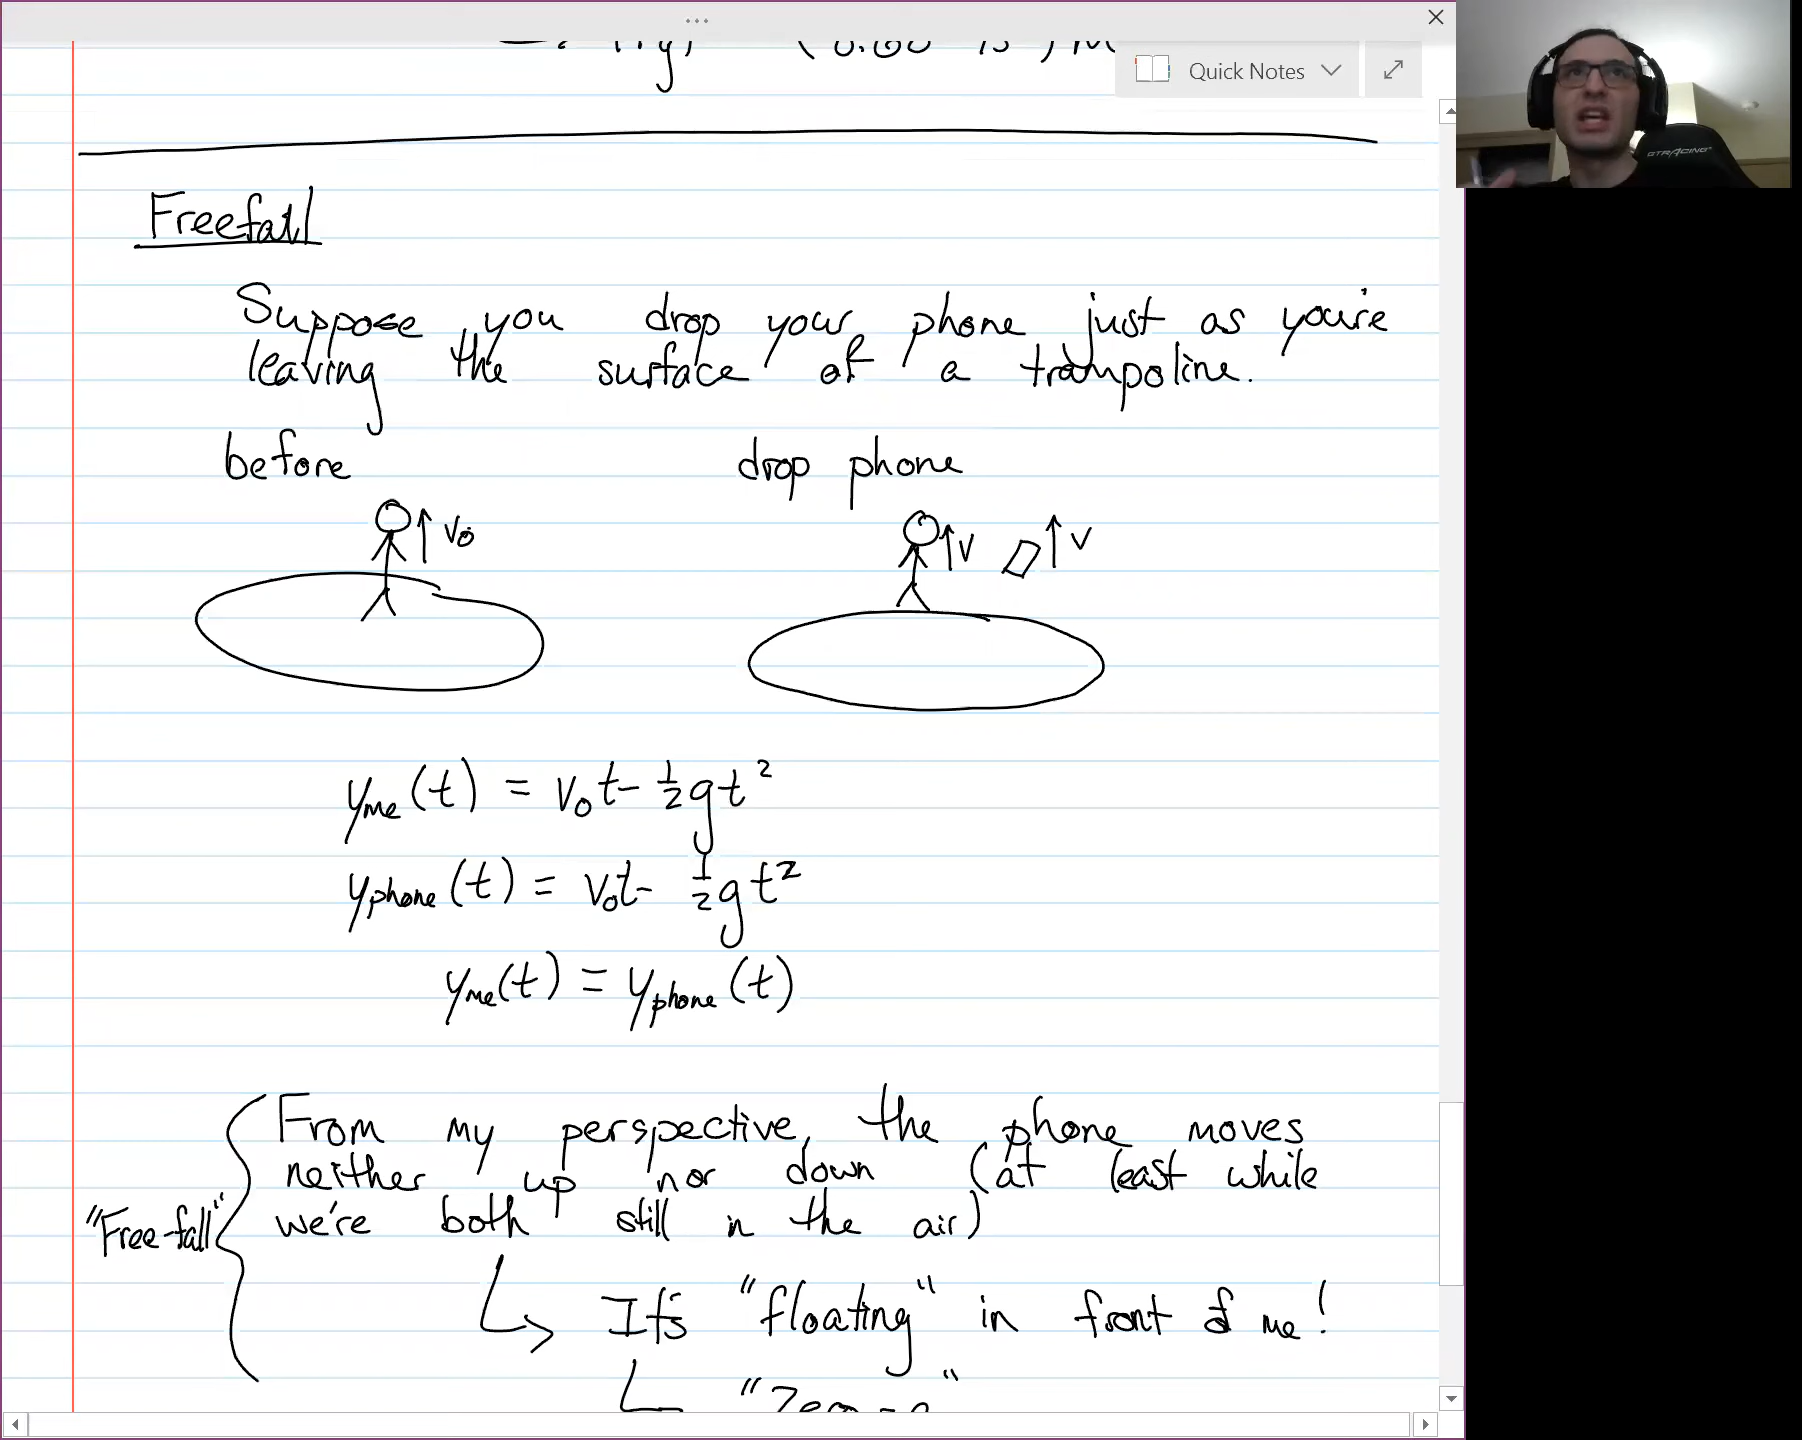 Quick Notes
GTRACING
Freefall
Suppose you drop your phone just as you're
leaving the surface of a trampoline.
before drop phone
v₀ v v
y_me(t) = v₀t - ½gt²
y_phone(t) = v₀t - ½gt²
y_me(t) = y_phone(t)
From my perspective, the phone moves
neither up nor down (at least while
"Free-fall" we're both still in the air)
It's "floating" in front of me!